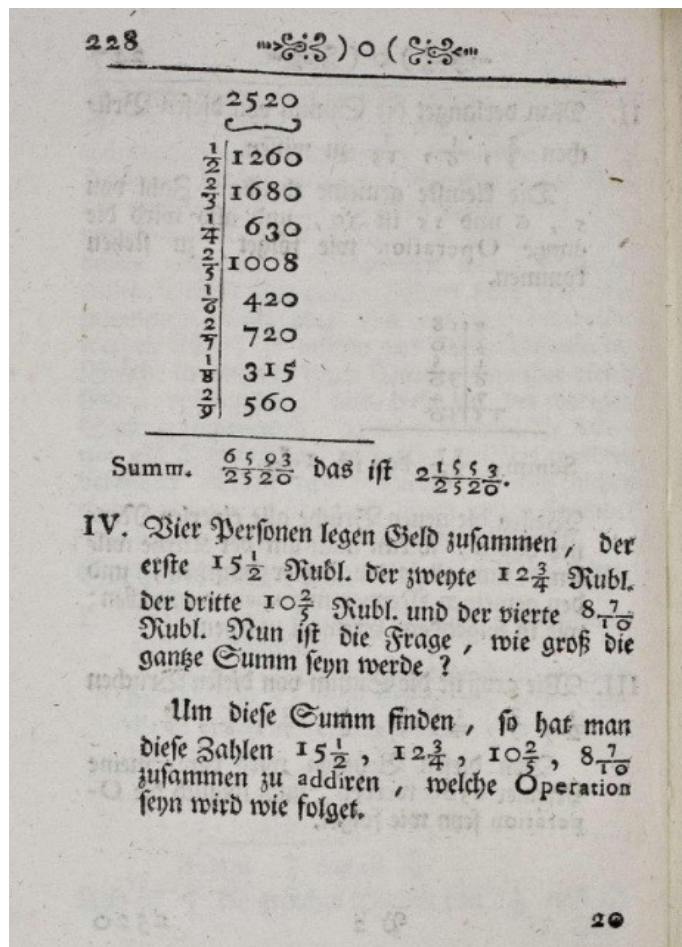 228 ) o (
2520
1/2 | 1260
2/3 | 1680
1/4 | 630
2/5 | 1008
1/6 | 420
2/7 | 720
1/8 | 315
2/9 | 560
Summ. 6593/2520 das ist 2 1553/2520.
IV. Vier Personen legen Geld zusammen, der
erste 15 1/2 Rubl. der zweyte 12 3/4 Rubl.
der dritte 10 2/5 Rubl. und der vierte 8 7/10
Rubl. Nun ist die Frage, wie groß die
gantze Summ seyn werde?
Um diese Summ finden, so hat man
diese Zahlen 15 1/2, 12 3/4, 10 2/5, 8 7/10
zusammen zu addiren, welche Operation
seyn wird wie folget.
20